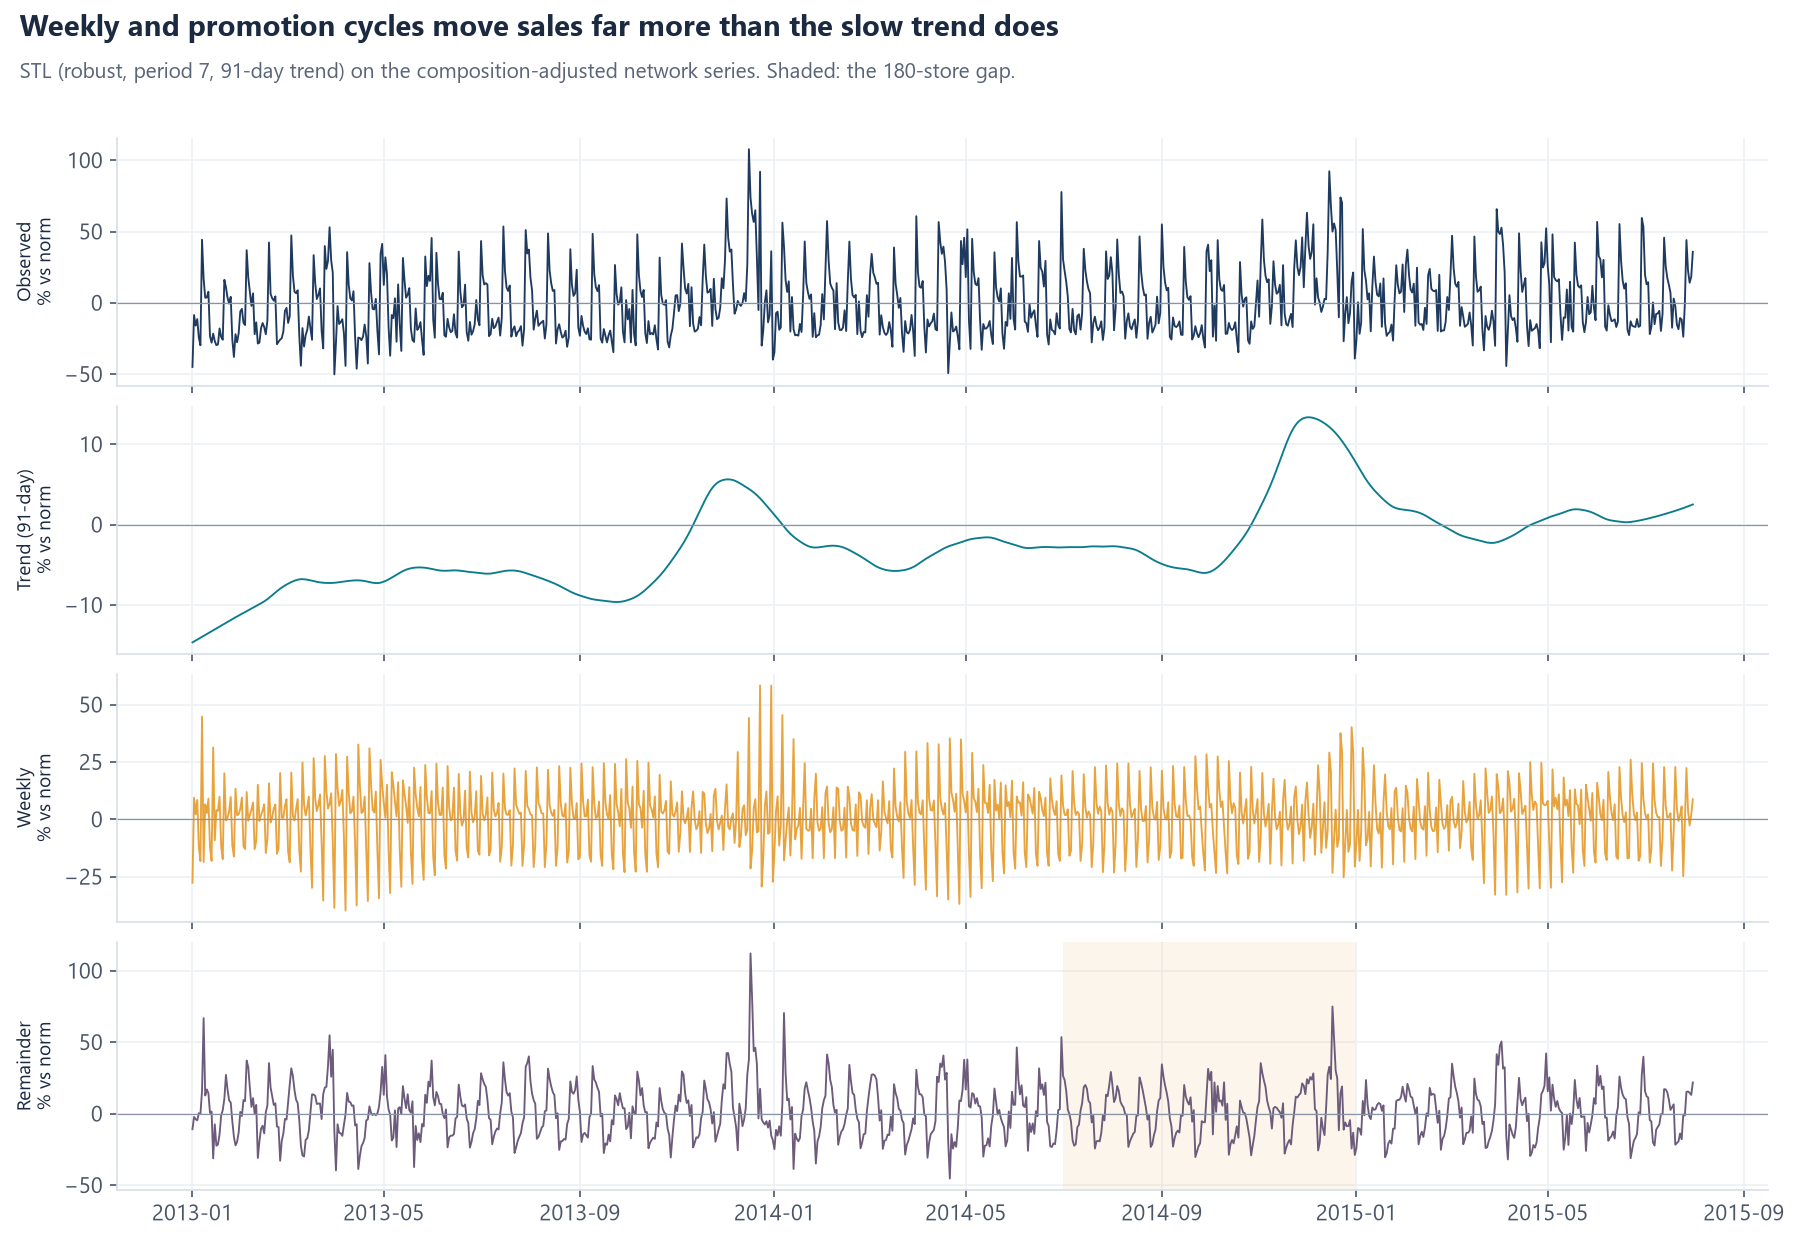 Weekly and promotion cycles move sales far more than the slow trend does
STL (robust, period 7, 91-day trend) on the composition-adjusted network series. Shaded: the 180-store gap.
Observed
% vs norm
100
50
0
−50
Trend (91-day)
% vs norm
10
0
−10
Weekly
% vs norm
50
25
0
−25
Remainder
% vs norm
100
50
0
−50
2013-01
2013-05
2013-09
2014-01
2014-05
2014-09
2015-01
2015-05
2015-09